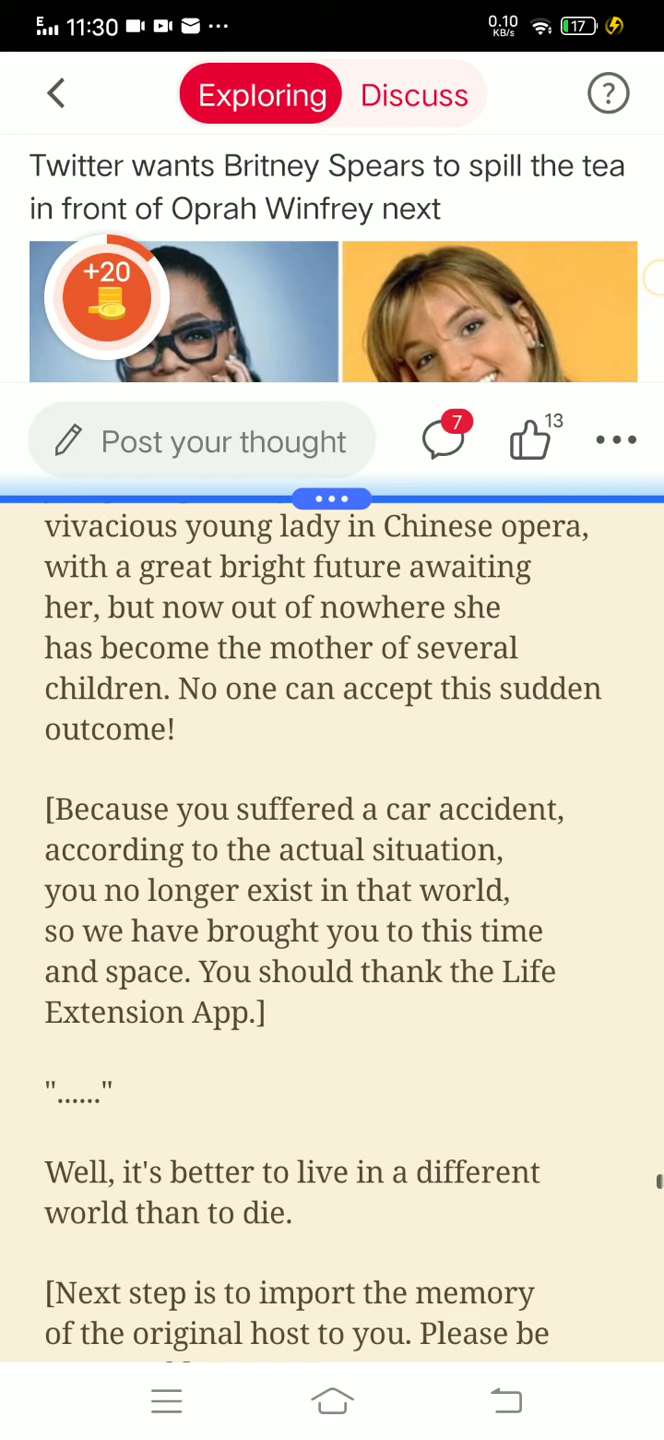 E
11:30
0.10
KB/s
17
Exploring
Discuss
?
Twitter wants Britney Spears to spill the tea
in front of Oprah Winfrey next
+20
Post your thought
7
13
vivacious young lady in Chinese opera,
with a great bright future awaiting
her, but now out of nowhere she
has become the mother of several
children. No one can accept this sudden
outcome!
[Because you suffered a car accident,
according to the actual situation,
you no longer exist in that world,
so we have brought you to this time
and space. You should thank the Life
Extension App.]
"......"
Well, it's better to live in a different
world than to die.
[Next step is to import the memory
of the original host to you. Please be